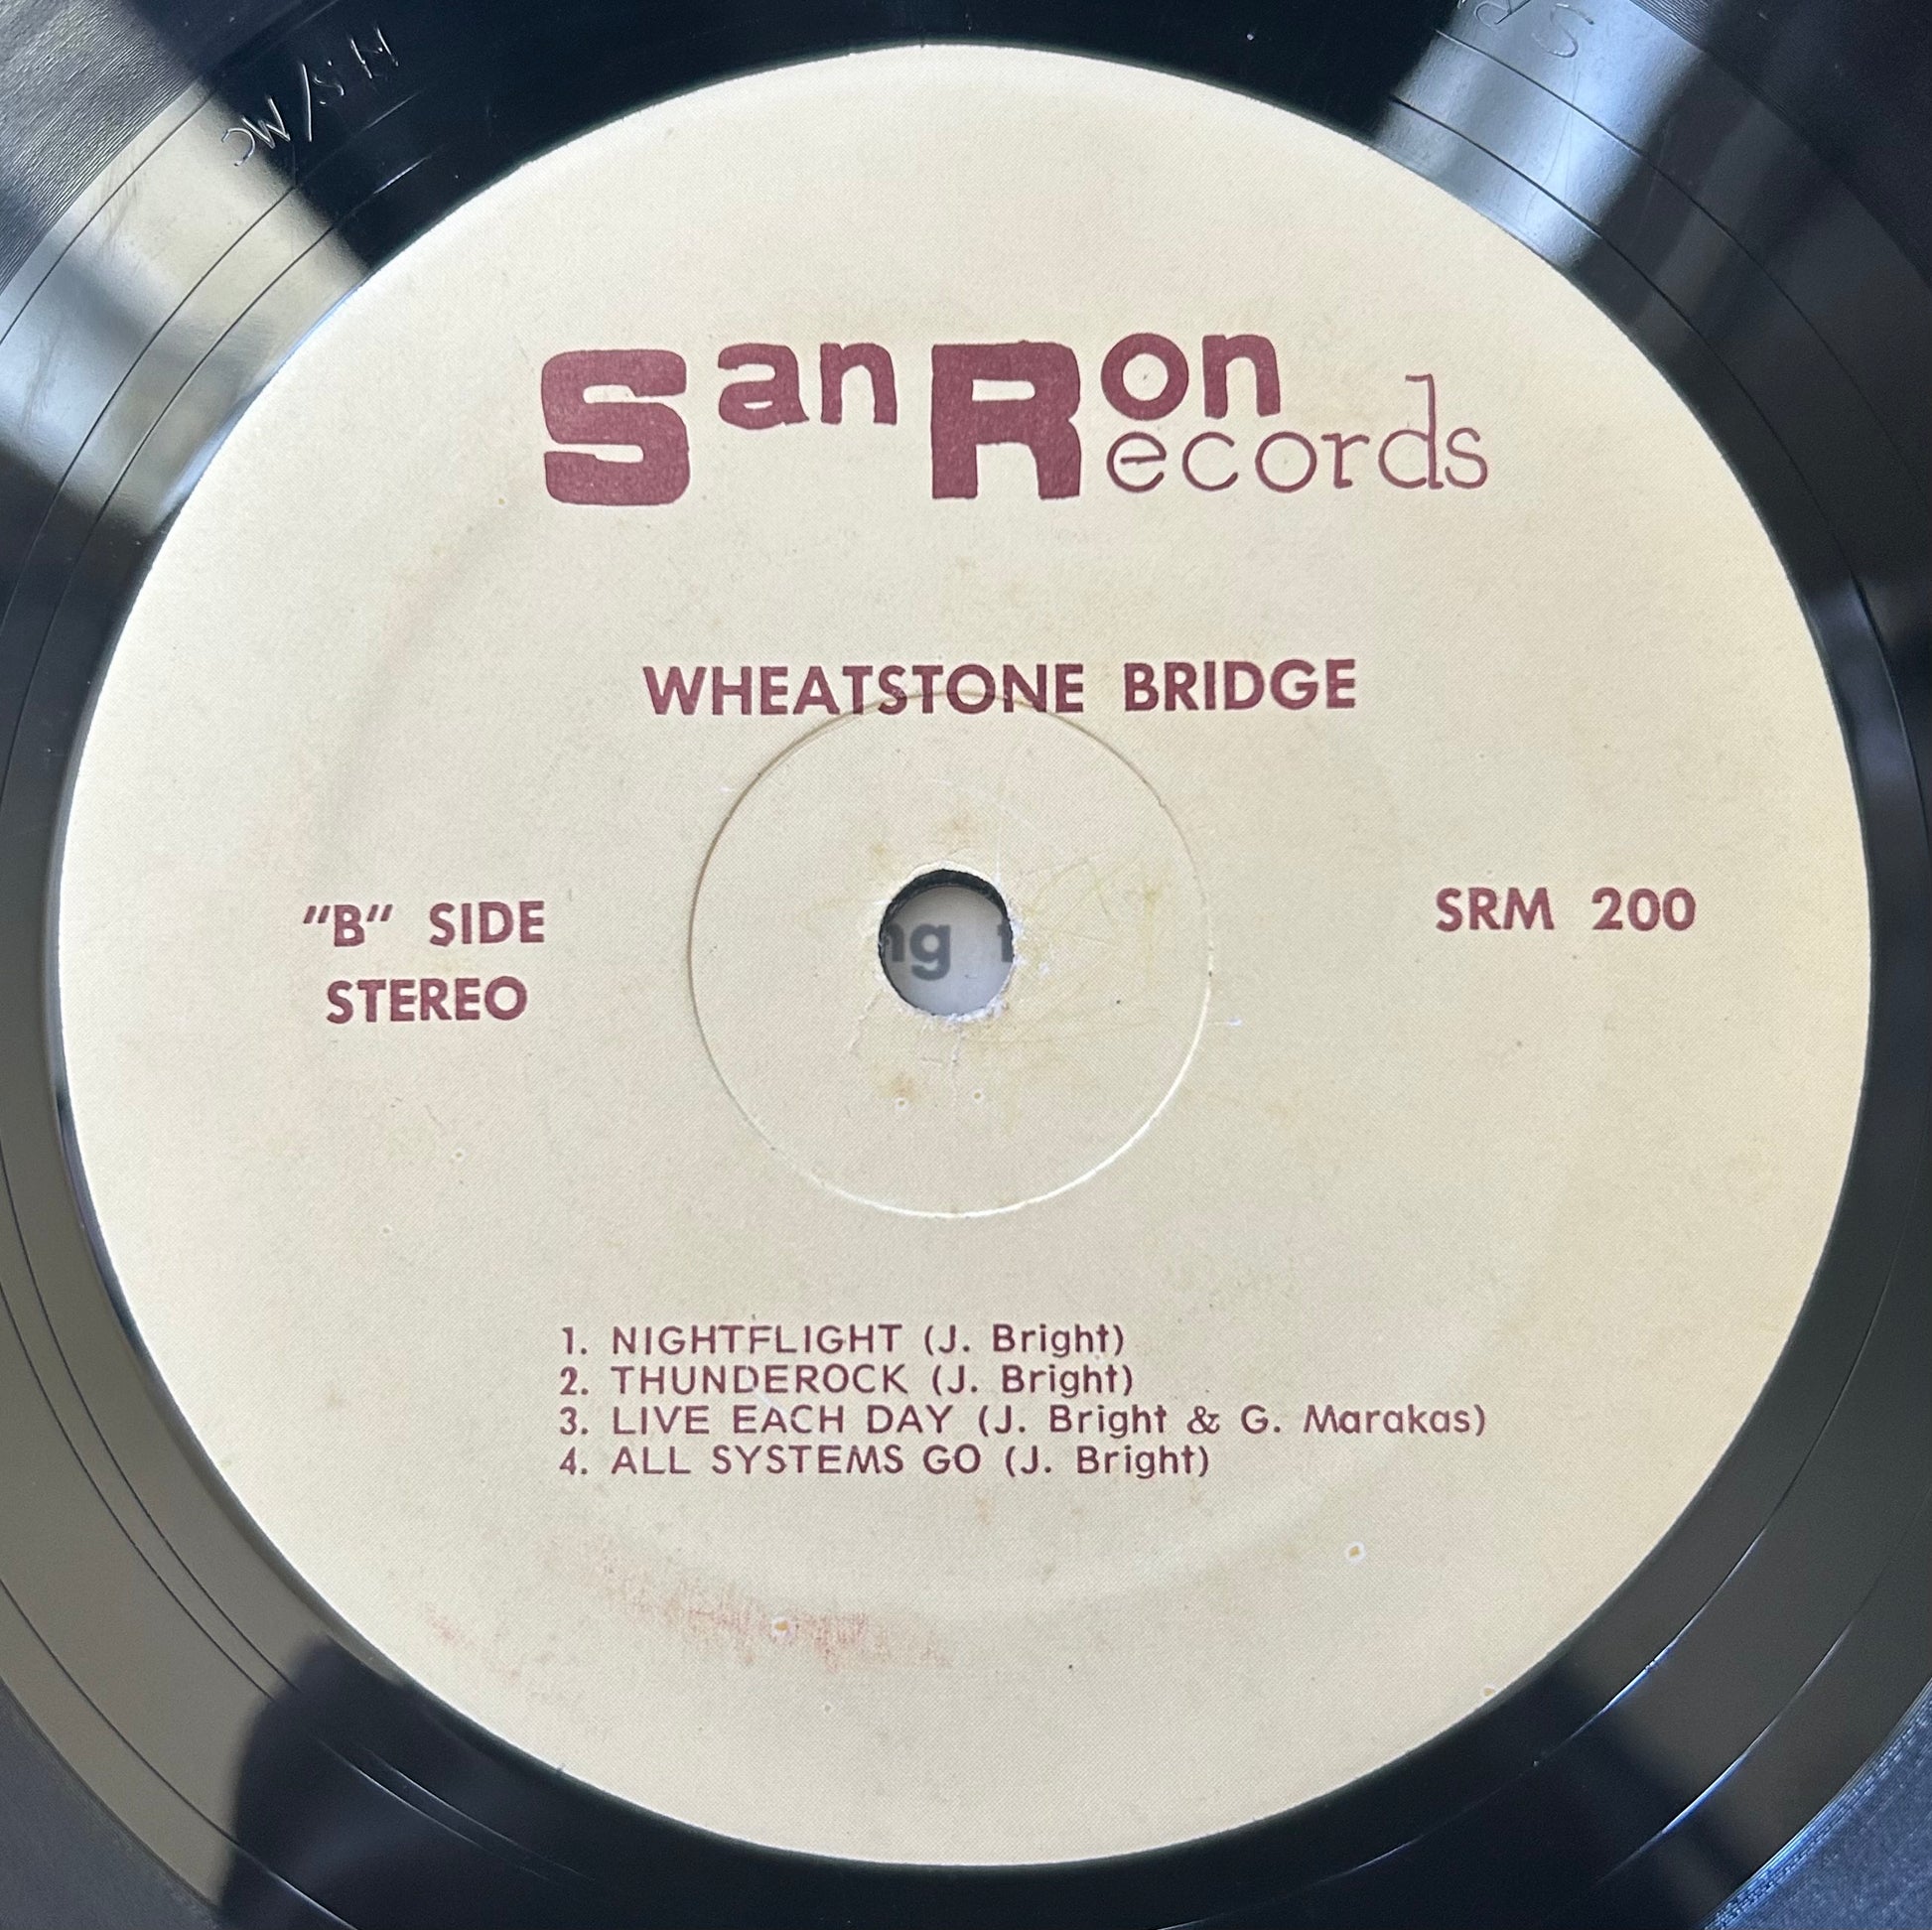 San Ron
Records
WHEATSTONE BRIDGE
"B" SIDE
STEREO
SRM 200
ng
1. NIGHTFLIGHT (J. Bright)
2. THUNDEROCK (J. Bright)
3. LIVE EACH DAY (J. Bright & G. Marakas)
4. ALL SYSTEMS GO (J. Bright)